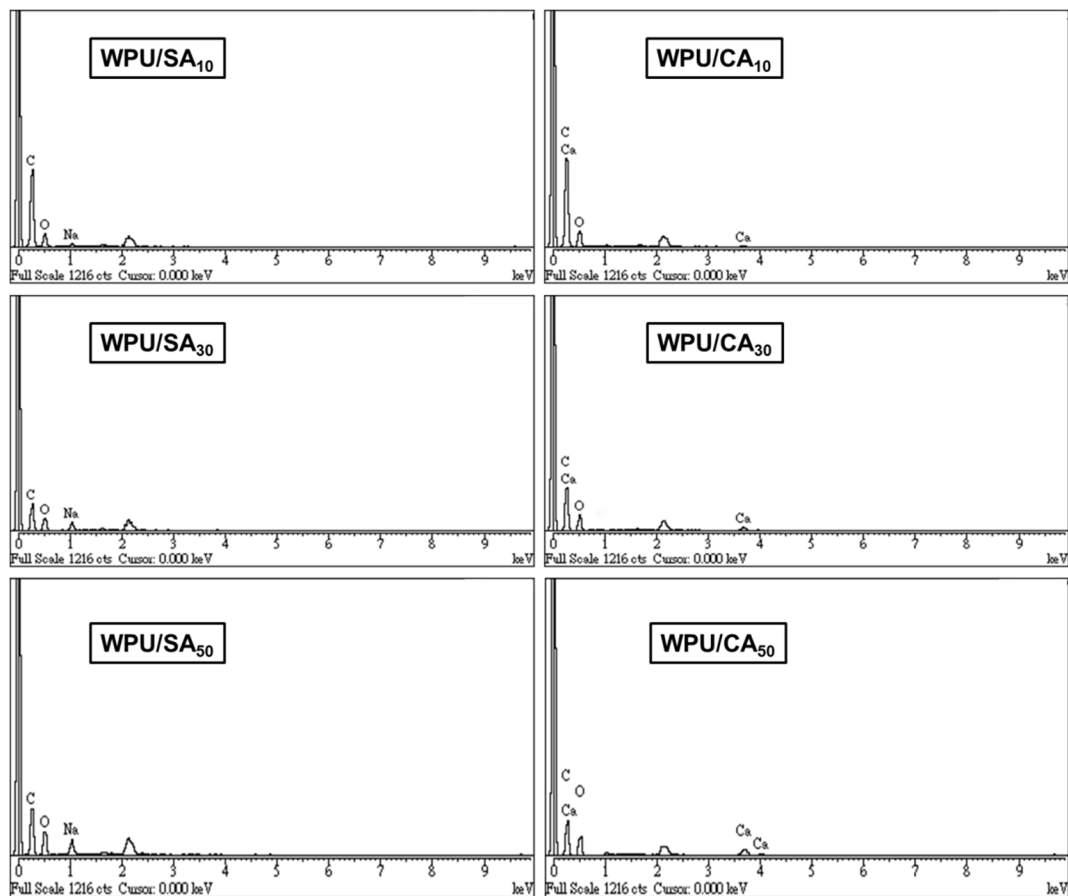 WPU/SA₁₀
C
O
Na
0 1 2 3 4 5 6 7 8 9
Full Scale 1216 cts Cursor: 0.000 keV keV
WPU/CA₁₀
C
Ca
O
Ca
0 1 2 3 4 5 6 7 8 9
Full Scale 1216 cts Cursor: 0.000 keV keV
WPU/SA₃₀
C
O
Na
0 1 2 3 4 5 6 7 8 9
Full Scale 1216 cts Cursor: 0.000 keV keV
WPU/CA₃₀
C
Ca
O
Ca
0 1 2 3 4 5 6 7 8 9
Full Scale 1216 cts Cursor: 0.000 keV keV
WPU/SA₅₀
C
O
Na
0 1 2 3 4 5 6 7 8 9
Full Scale 1216 cts Cursor: 0.000 keV keV
WPU/CA₅₀
C
O
Ca
Ca
Ca
0 1 2 3 4 5 6 7 8 9
Full Scale 1216 cts Cursor: 0.000 keV keV